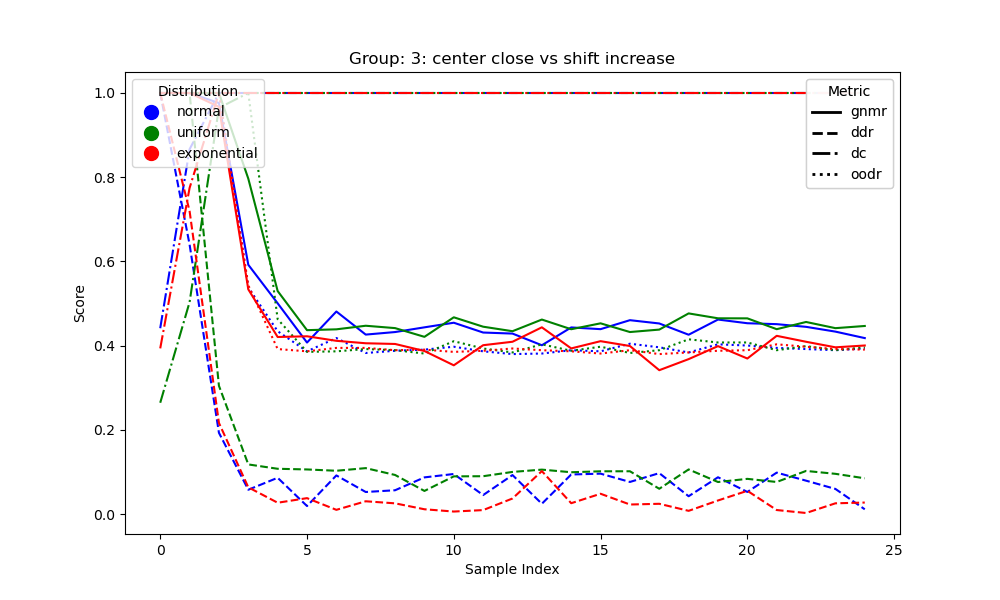 Group: 3: center close vs shift increase
Distribution
normal
uniform
exponential
Metric
gnmr
ddr
dc
oodr
1.0
0.8
0.6
0.4
0.2
0.0
Score
0 5 10 15 20 25
Sample Index